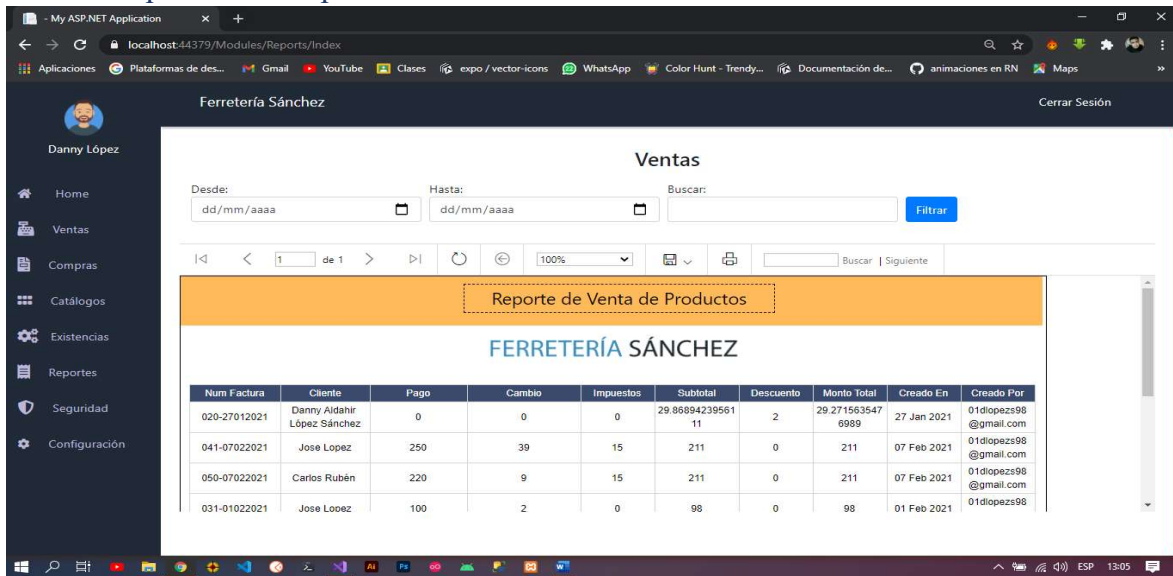 - My ASP.NET Application
localhost:44379/Modules/Reports/Index
Aplicaciones Plataformas de des... Gmail YouTube Clases expo / vector-icons WhatsApp Color Hunt - Trendy... Documentación de... animaciones en RN Maps »
Ferretería Sánchez Cerrar Sesión
Danny López
Home
Ventas
Compras
Catálogos
Existencias
Reportes
Seguridad
Configuración
Ventas
Desde: Hasta: Buscar:
dd/mm/aaaa dd/mm/aaaa Filtrar
1 de 1 100% Buscar | Siguiente
Reporte de Venta de Productos
FERRETERÍA SÁNCHEZ
Num Factura Cliente Pago Cambio Impuestos Subtotal Descuento Monto Total Creado En Creado Por
020-27012021 Danny Aldahir López Sánchez 0 0 0 29.8689423956111 2 29.2715635476989 27 Jan 2021 01dlopezs98@gmail.com
041-07022021 Jose Lopez 250 39 15 211 0 211 07 Feb 2021 01dlopezs98@gmail.com
050-07022021 Carlos Rubén 220 9 15 211 0 211 07 Feb 2021 01dlopezs98@gmail.com
031-01022021 Jose Lopez 100 2 0 98 0 98 01 Feb 2021 01dlopezs98
ESP 13:05